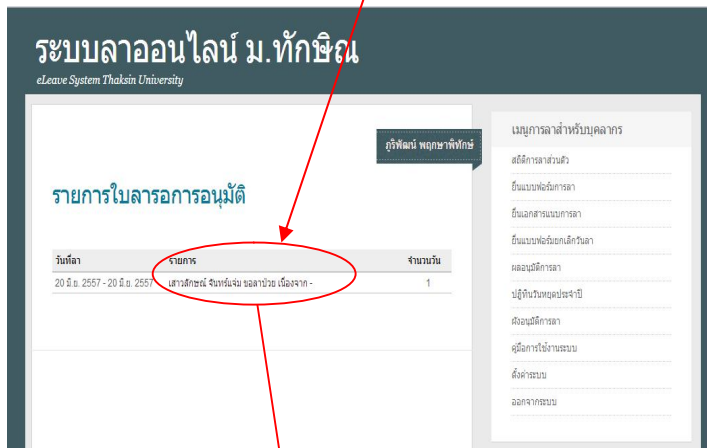 ระบบลาออนไลน์ ม.ทักษิณ
eLeave System Thaksin University
ภูริพัฒน์ พฤกษาพิทักษ์
รายการใบลารอการอนุมัติ
วันที่ลา รายการ จำนวนวัน
20 มิ.ย. 2557 - 20 มิ.ย. 2557 เสาวลักษณ์ จันทร์แจ่ม ขอลาป่วย เนื่องจาก - 1
เมนูการลาสำหรับบุคลากร
สถิติการลาส่วนตัว
ยื่นแบบฟอร์มการลา
ยื่นเอกสารแนบการลา
ยื่นแบบฟอร์มยกเลิกวันลา
ผลอนุมัติการลา
ปฏิทินวันหยุดประจำปี
ผังอนุมัติการลา
คู่มือการใช้งานระบบ
ตั้งค่าระบบ
ออกจากระบบ